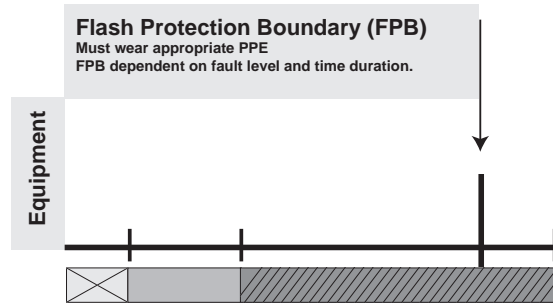 Flash Protection Boundary (FPB)
Must wear appropriate PPE
FPB dependent on fault level and time duration.
Equipment